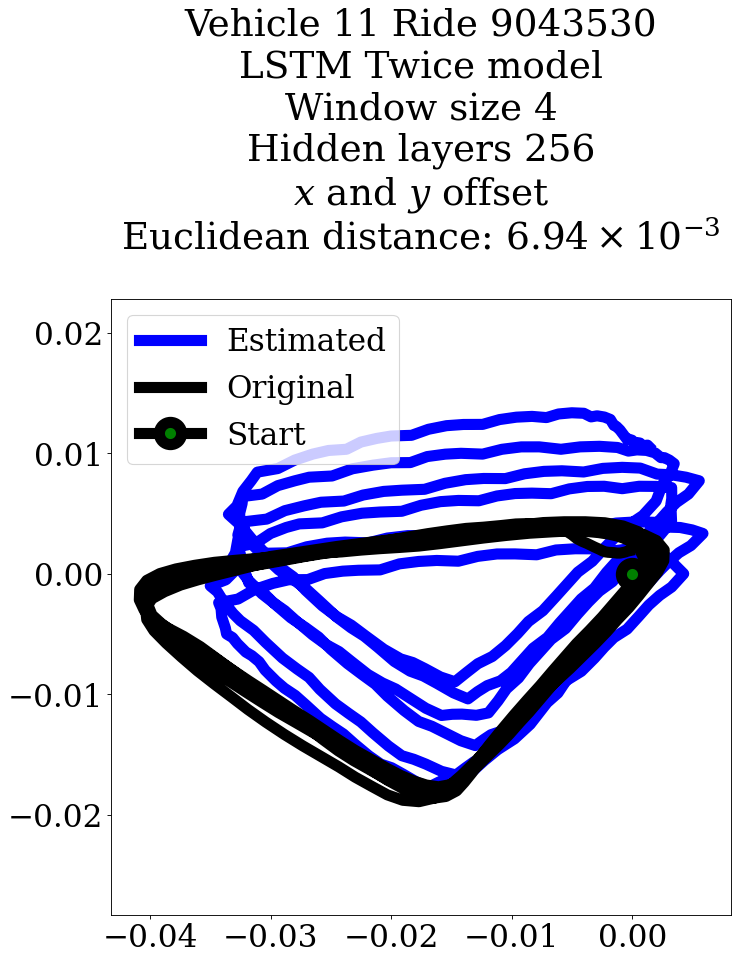 Vehicle 11 Ride 9043530
LSTM Twice model
Window size 4
Hidden layers 256
x and y offset
Euclidean distance: 6.94 × 10⁻³
Estimated
Original
Start
0.02
0.01
0.00
−0.01
−0.02
−0.04 −0.03 −0.02 −0.01 0.00